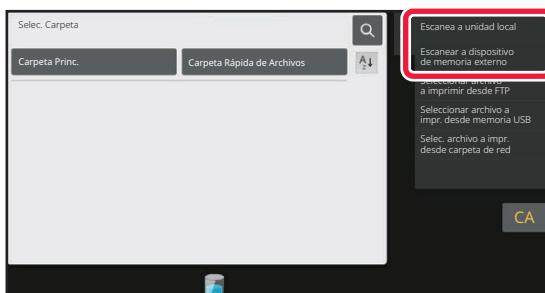 Selec. Carpeta
Carpeta Princ.
Carpeta Rápida de Archivos
Escanea a unidad local
Escanear a dispositivo
de memoria externo
Seleccionar archivo
a imprimir desde FTP
Seleccionar archivo a
impr. desde memoria USB
Selec. archivo a impr.
desde carpeta de red
CA